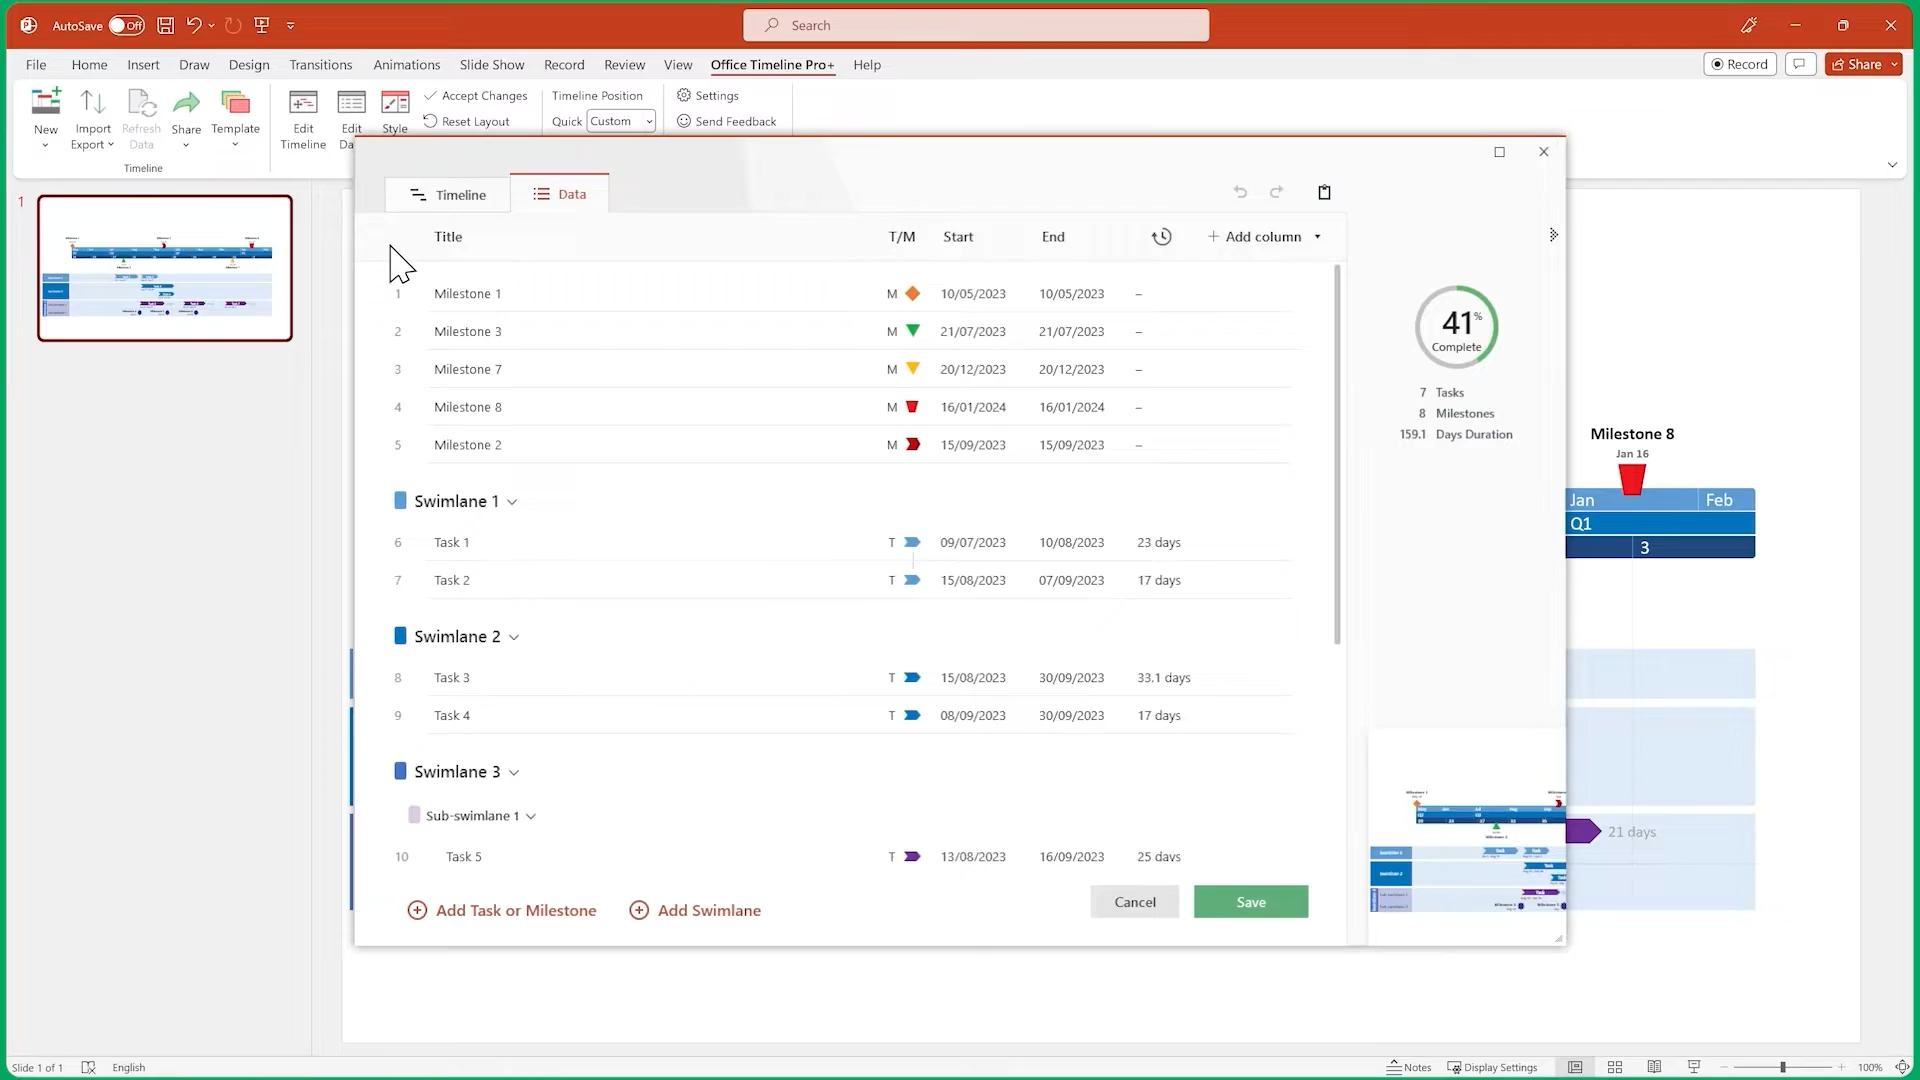 AutoSave Off
Search
File Home Insert Draw Design Transitions Animations Slide Show Record Review View Office Timeline Pro+ Help
Record Share
New Import Export Refresh Data Share Template
Edit Timeline Edit Da Style
Accept Changes
Reset Layout
Timeline Position
Quick Custom
Settings
Send Feedback
Timeline
1
Timeline Data
Title T/M Start End + Add column
1 Milestone 1 M 10/05/2023 10/05/2023 –
2 Milestone 3 M 21/07/2023 21/07/2023 –
3 Milestone 7 M 20/12/2023 20/12/2023 –
4 Milestone 8 M 16/01/2024 16/01/2024 –
5 Milestone 2 M 15/09/2023 15/09/2023 –
Swimlane 1
6 Task 1 T 09/07/2023 10/08/2023 23 days
7 Task 2 T 15/08/2023 07/09/2023 17 days
Swimlane 2
8 Task 3 T 15/08/2023 30/09/2023 33.1 days
9 Task 4 T 08/09/2023 30/09/2023 17 days
Swimlane 3
Sub-swimlane 1
10 Task 5 T 13/08/2023 16/09/2023 25 days
Add Task or Milestone Add Swimlane
Cancel Save
41%
Complete
7 Tasks
8 Milestones
159.1 Days Duration
Milestone 8
Jan 16
Jan Feb
Q1
3
21 days
Slide 1 of 1 English
Notes Display Settings 100%